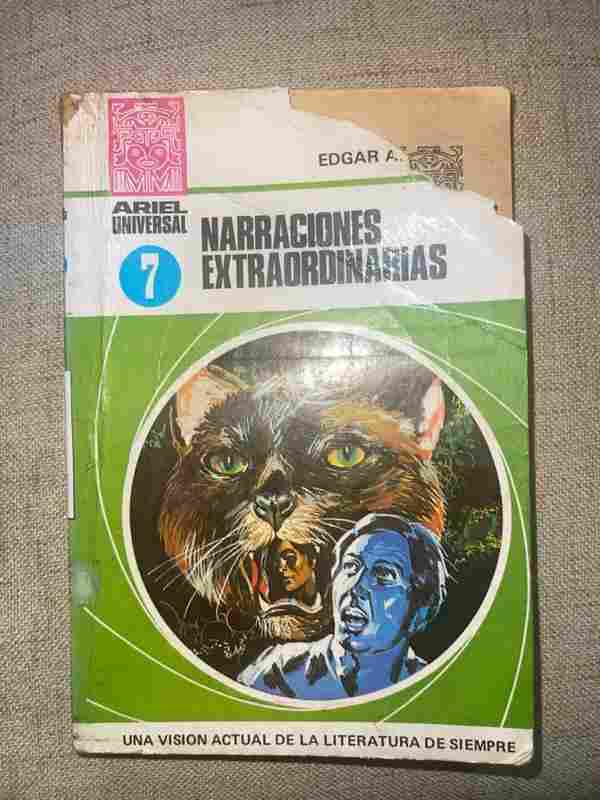 EDGAR A.
ARIEL
UNIVERSAL
7
NARRACIONES
EXTRAORDINARIAS
UNA VISION ACTUAL DE LA LITERATURA DE SIEMPRE